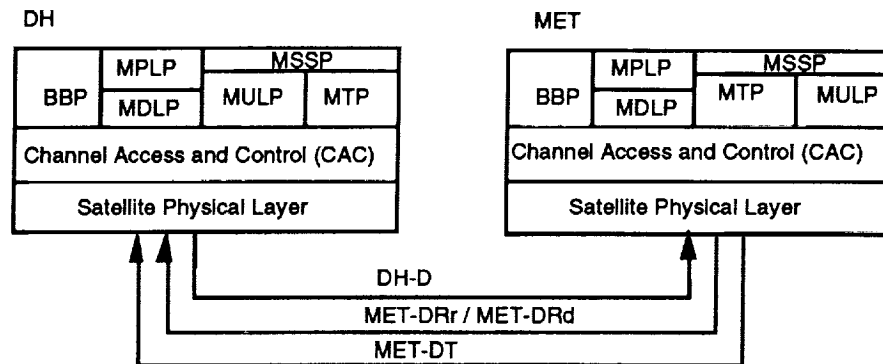 DH
MET
MPLP
MSSP
BBP
MDLP
MULP
MTP
Channel Access and Control (CAC)
Satellite Physical Layer
MPLP
MSSP
BBP
MDLP
MTP
MULP
Channel Access and Control (CAC)
Satellite Physical Layer
DH-D
MET-DRr / MET-DRd
MET-DT